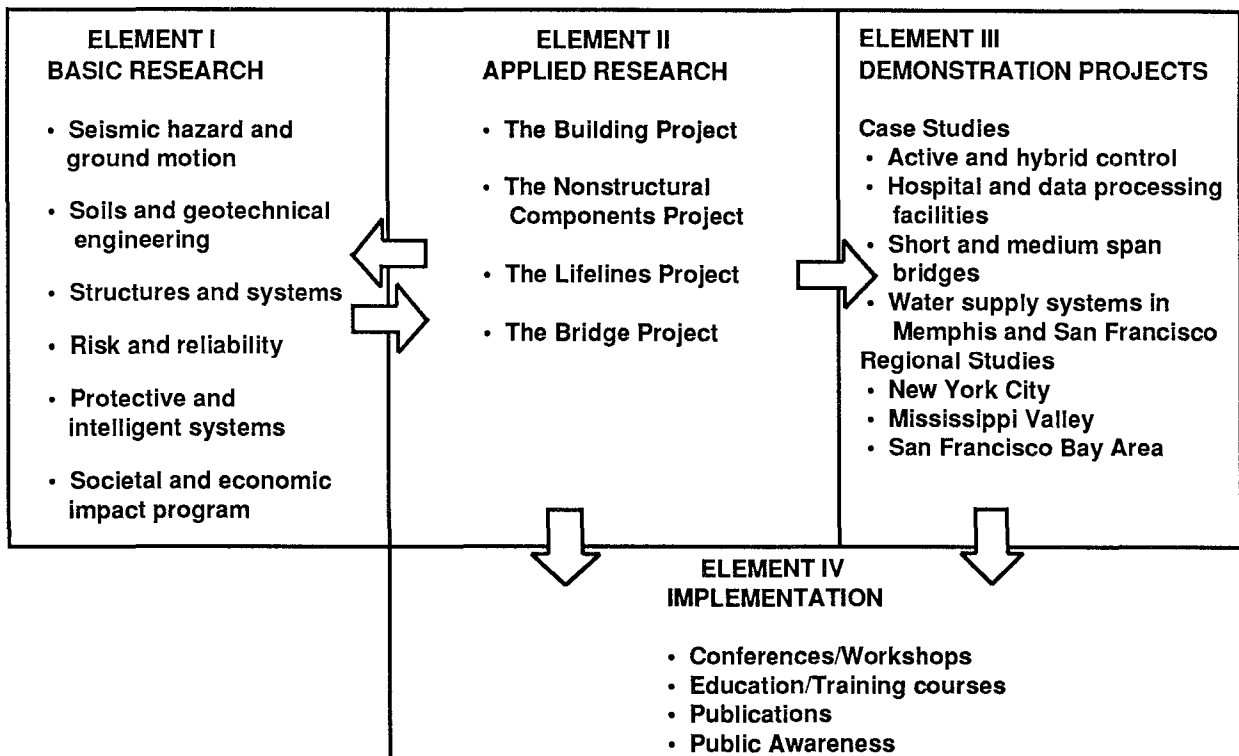 ELEMENT I
BASIC RESEARCH
• Seismic hazard and
ground motion
• Soils and geotechnical
engineering
• Structures and systems
• Risk and reliability
• Protective and
intelligent systems
• Societal and economic
impact program
ELEMENT II
APPLIED RESEARCH
• The Building Project
• The Nonstructural
Components Project
• The Lifelines Project
• The Bridge Project
ELEMENT III
DEMONSTRATION PROJECTS
Case Studies
• Active and hybrid control
• Hospital and data processing
facilities
• Short and medium span
bridges
• Water supply systems in
Memphis and San Francisco
Regional Studies
• New York City
• Mississippi Valley
• San Francisco Bay Area
ELEMENT IV
IMPLEMENTATION
• Conferences/Workshops
• Education/Training courses
• Publications
• Public Awareness